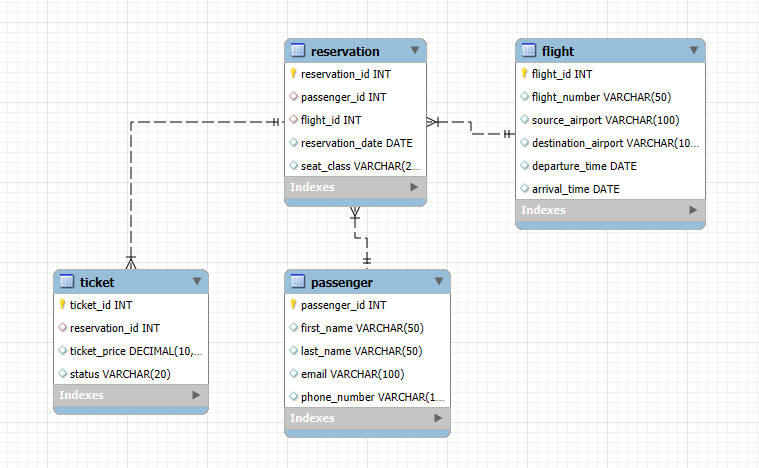 reservation
reservation_id INT
passenger_id INT
flight_id INT
reservation_date DATE
seat_class VARCHAR(2...
Indexes
flight
flight_id INT
flight_number VARCHAR(50)
source_airport VARCHAR(100)
destination_airport VARCHAR(10...
departure_time DATE
arrival_time DATE
Indexes
ticket
ticket_id INT
reservation_id INT
ticket_price DECIMAL(10,...
status VARCHAR(20)
Indexes
passenger
passenger_id INT
first_name VARCHAR(50)
last_name VARCHAR(50)
email VARCHAR(100)
phone_number VARCHAR(1...
Indexes